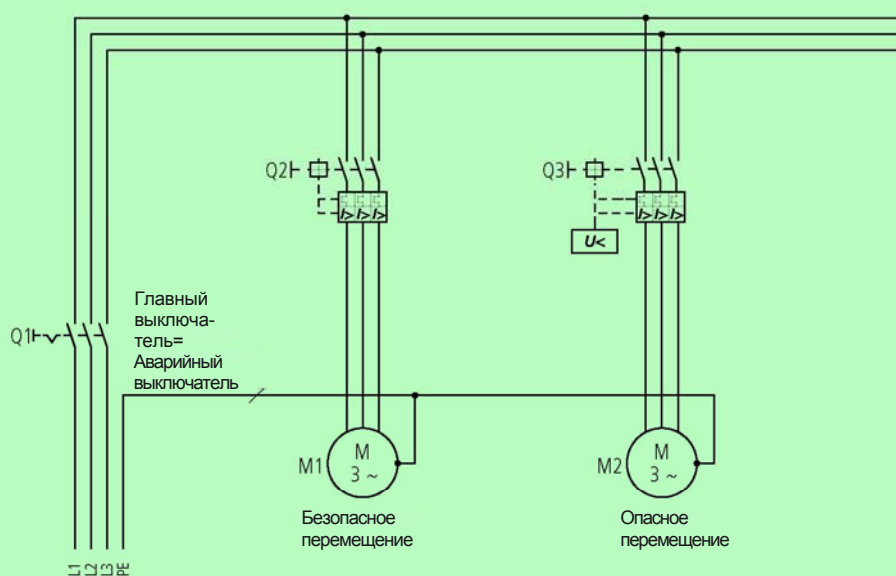 Q2
I> I> I>
Q3
I> I> I>
U<
Q1
Главный
выключа-
тель=
Аварийный
выключатель
M1
M
3 ~
M2
M
3 ~
Безопасное
перемещение
Опасное
перемещение
L1
L2
L3
PE